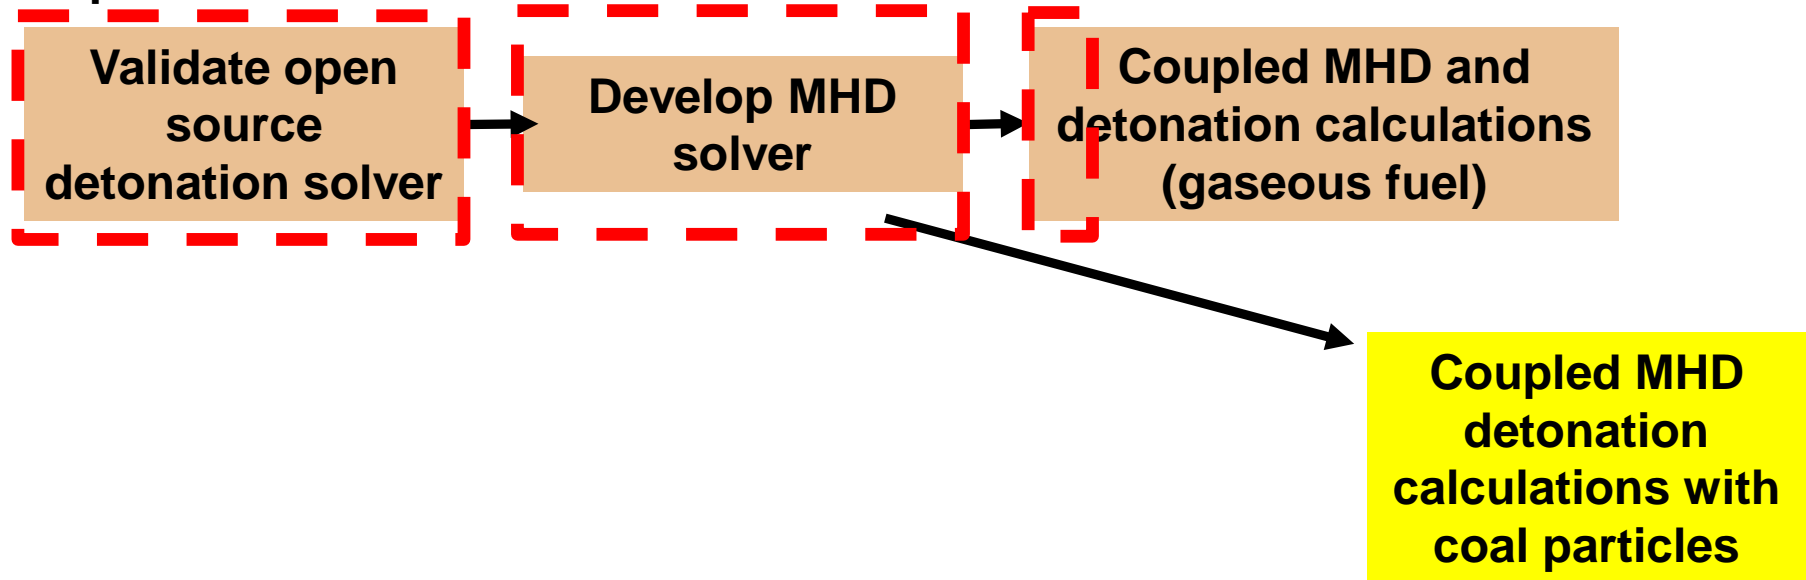 Validate open
source
detonation solver
Develop MHD
solver
Coupled MHD and
detonation calculations
(gaseous fuel)
Coupled MHD
detonation
calculations with
coal particles